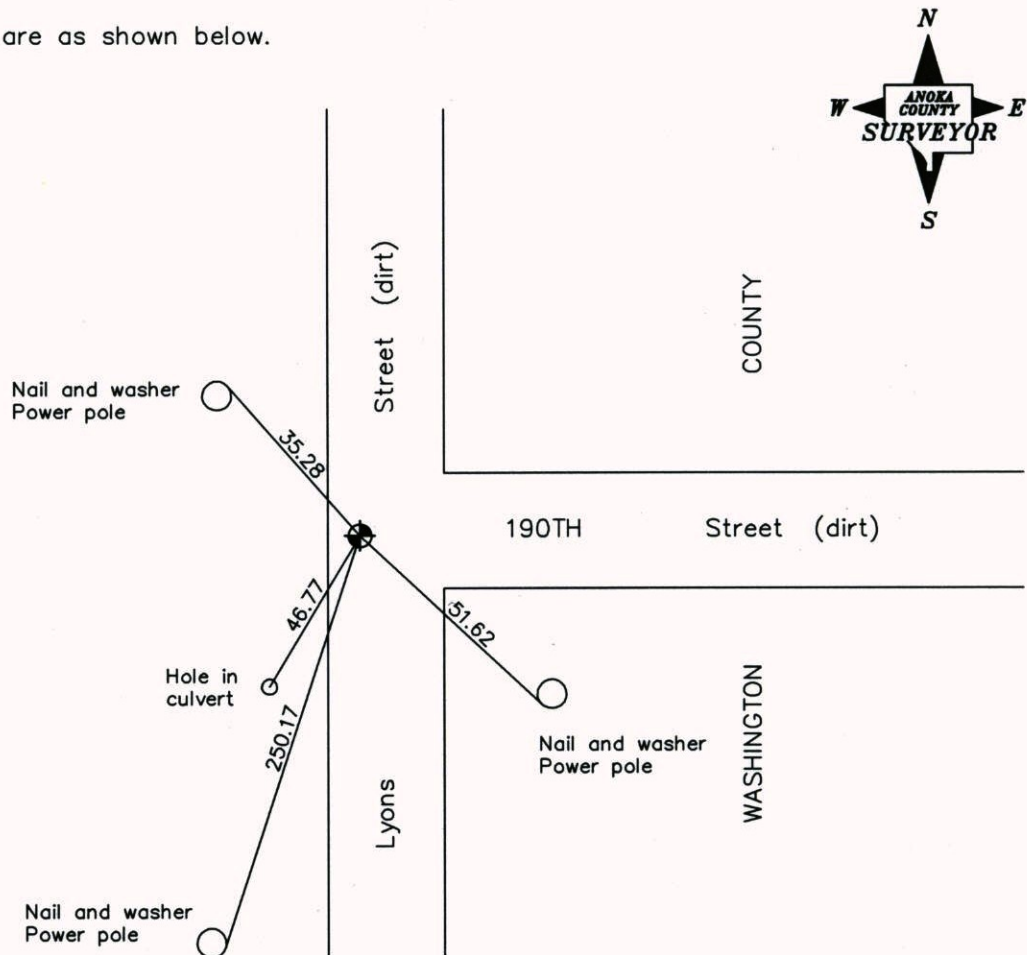 are as shown below.
N
W
ANOKA
COUNTY
E
SURVEYOR
S
Street (dirt)
COUNTY
Nail and washer
Power pole
35.28
190TH Street (dirt)
46.77
51.62
Hole in
culvert
250.17
WASHINGTON
Nail and washer
Power pole
Lyons
Nail and washer
Power pole